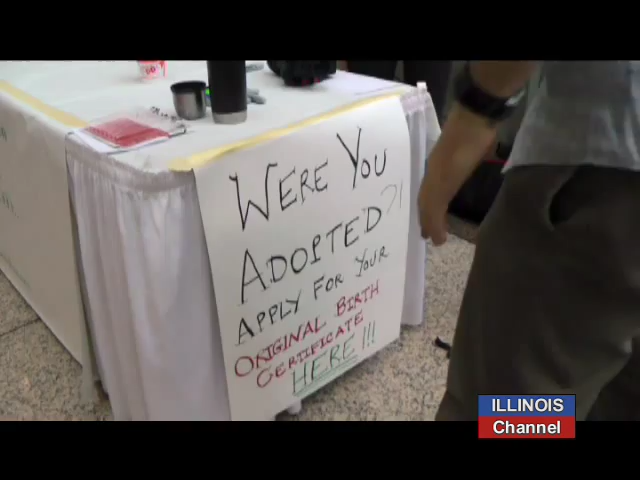 WERE YOU
ADOPTED?!
APPLY FOR YOUR
ORIGINAL BIRTH
CERTIFICATE
HERE!!!
ILLINOIS
Channel